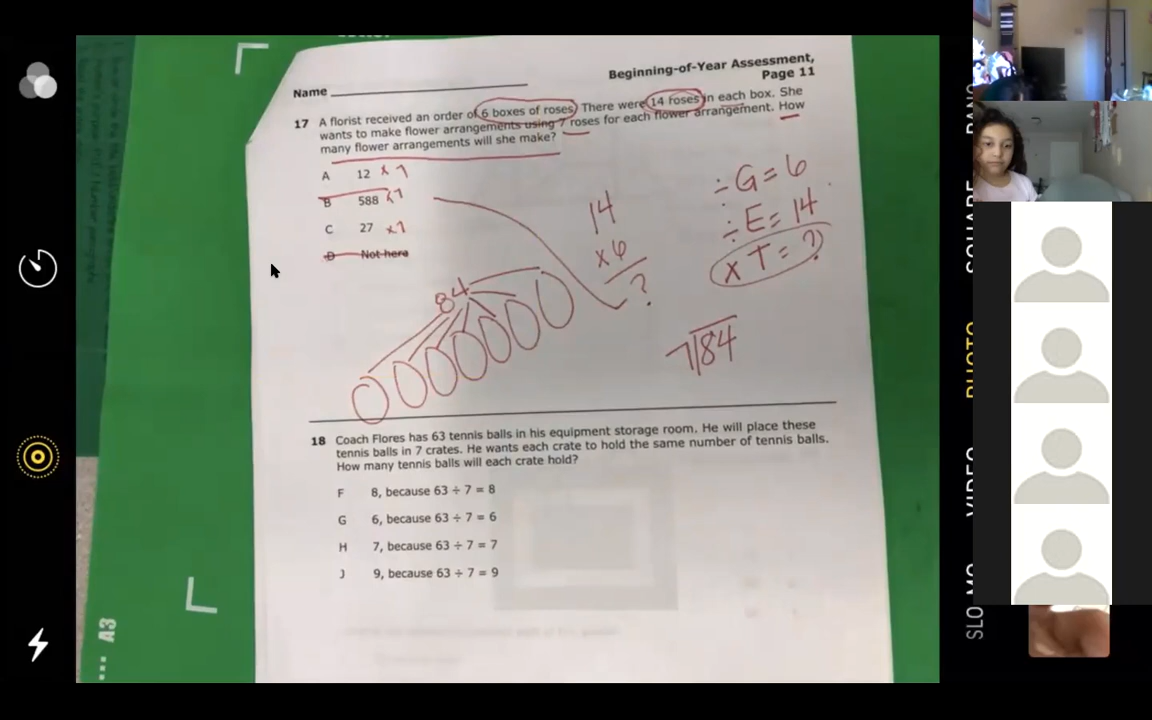 Beginning-of-Year Assessment,
Page 11
Name
17 A florist received an order of 6 boxes of roses. There were 14 roses in each box. She
wants to make flower arrangements using 7 roses for each flower arrangement. How
many flower arrangements will she make?
A 12 x 7
B 588 x 7
C 27 x 7
D Not here
14
x 6
?
÷ G = 6
÷ E = 14
x T = ?
84
7 84
18 Coach Flores has 63 tennis balls in his equipment storage room. He will place these
tennis balls in 7 crates. He wants each crate to hold the same number of tennis balls.
How many tennis balls will each crate hold?
F 8, because 63 ÷ 7 = 8
G 6, because 63 ÷ 7 = 6
H 7, because 63 ÷ 7 = 7
J 9, because 63 ÷ 7 = 9
A3
SQUARE
PHOTO
VIDEO